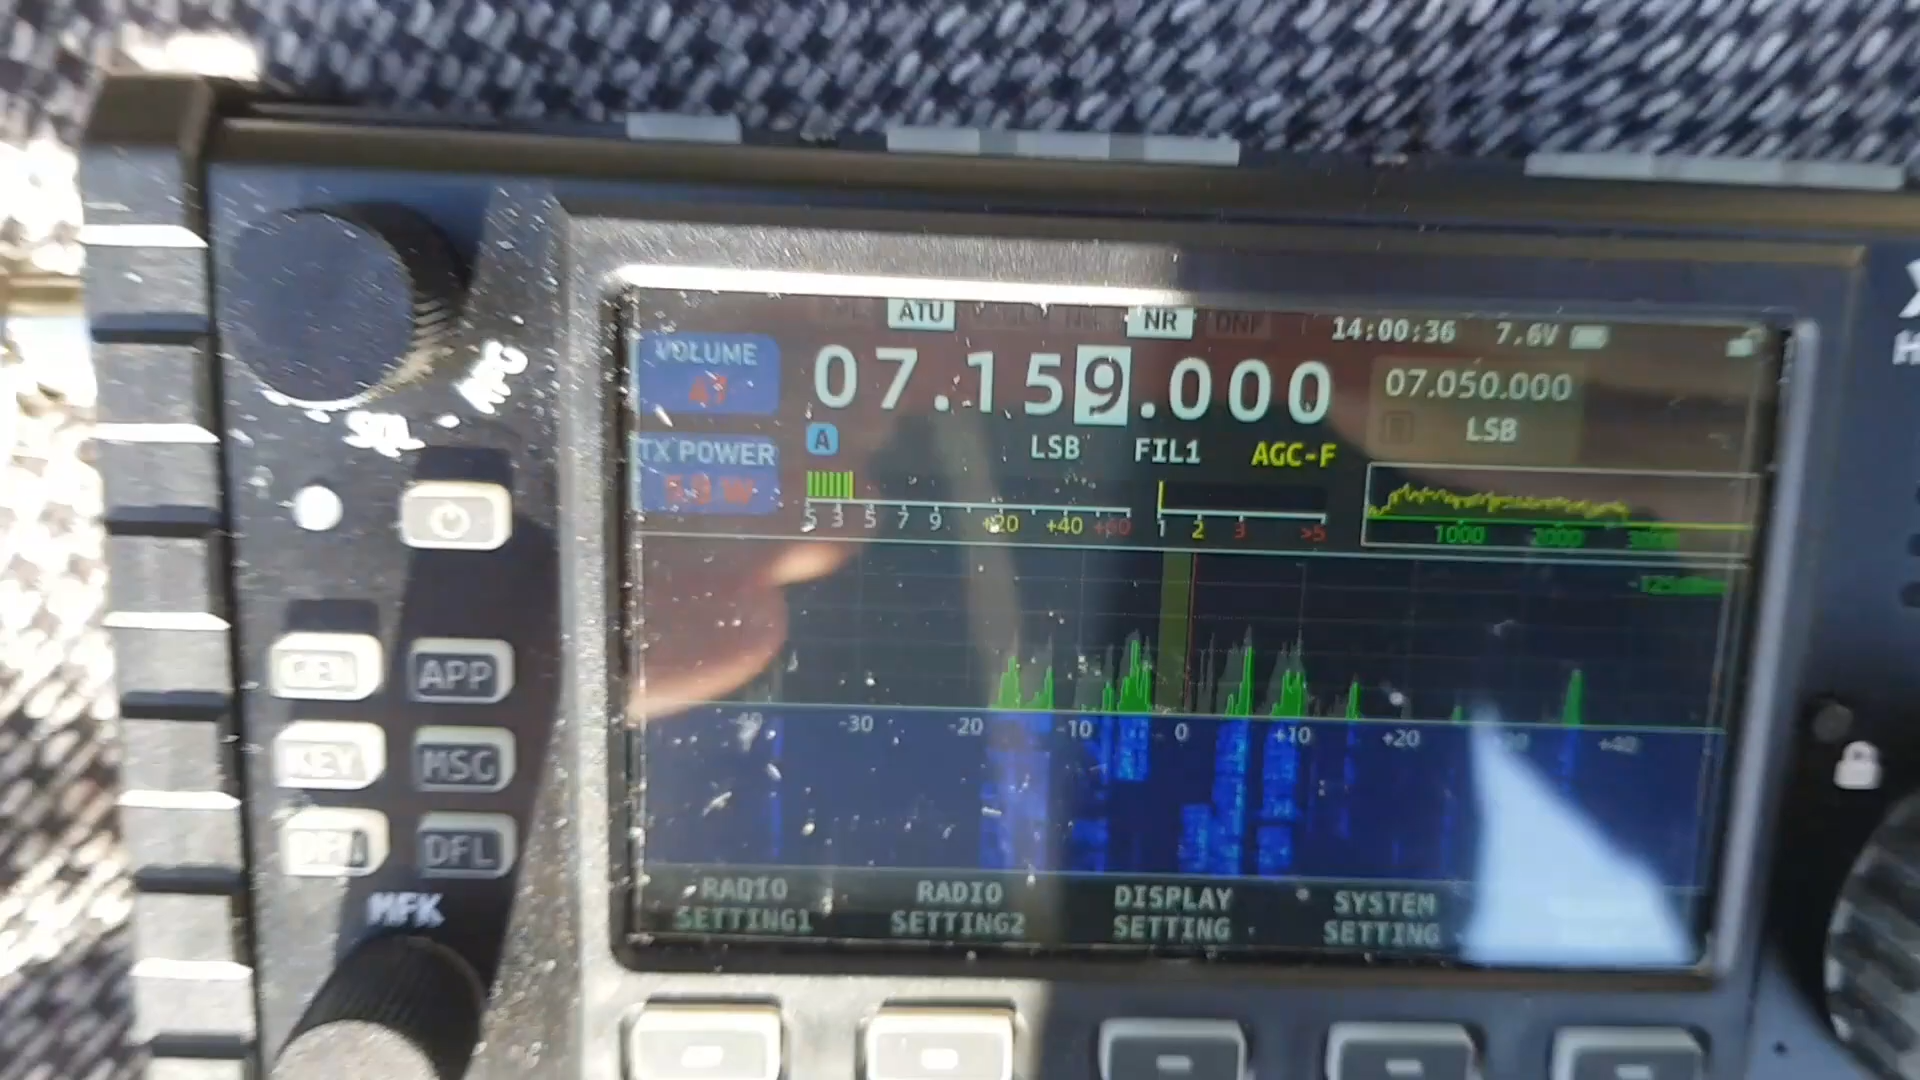 ATU NR DNF 14:00:36 7.6V
VOLUME
47
07.159.000
07.050.000
A LSB FIL1 AGC-F
LSB
TX POWER
S 3 5 7 9 +20 +40 +60 1 2 3 >5
1000 2000 3000
-40 -30 -20 -10 0 +10 +20 +40
RADIO SETTING1
RADIO SETTING2
DISPLAY SETTING
SYSTEM SETTING
SQL RFG
APP
KEY MSG
DFL
MFK